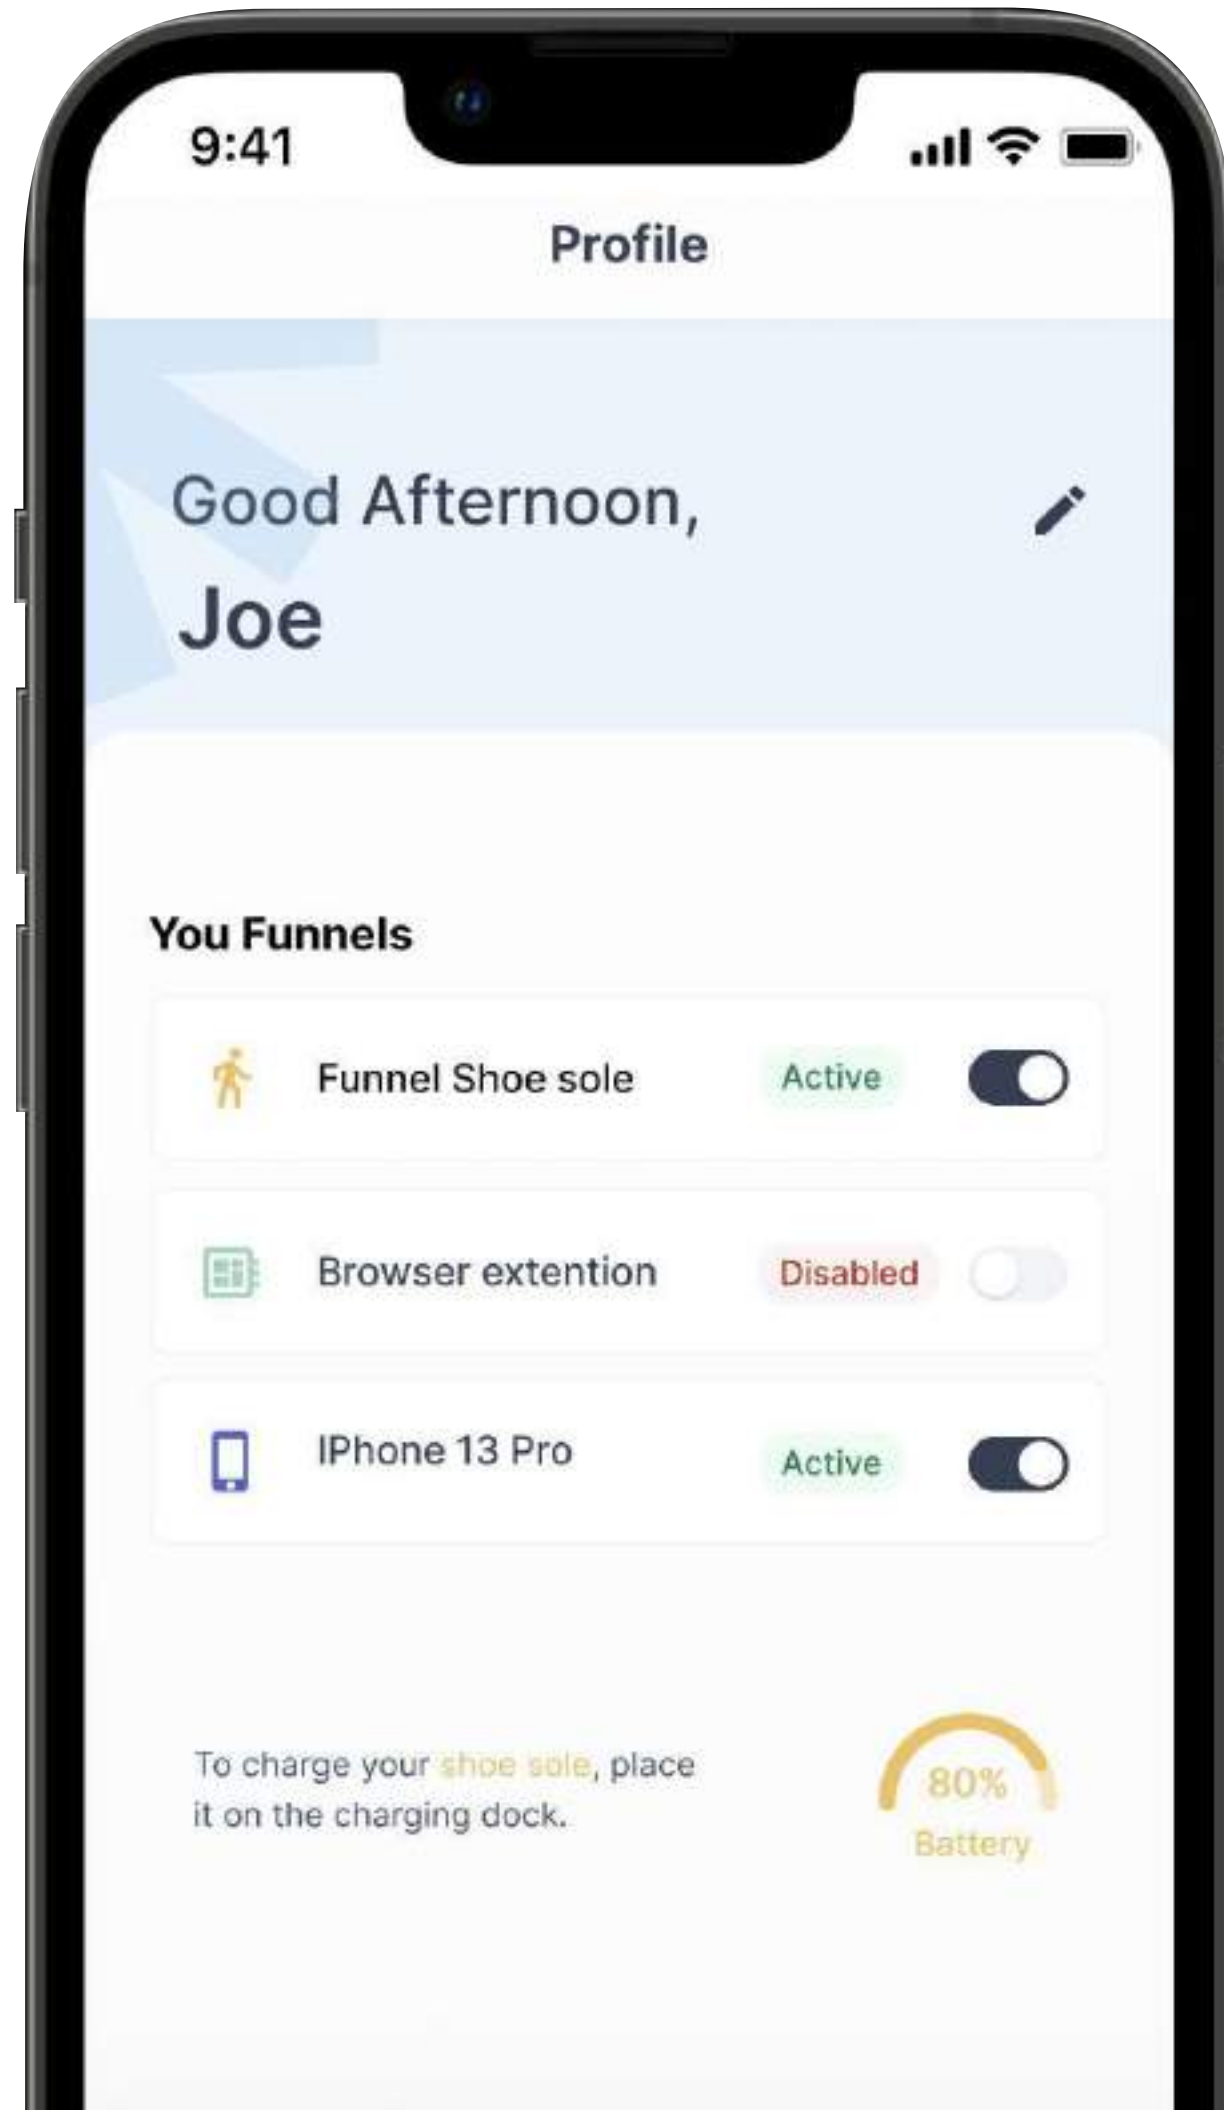 9:41
Profile
Good Afternoon,
Joe
You Funnels
Funnel Shoe sole Active
Browser extention Disabled
IPhone 13 Pro Active
To charge your shoe sole, place
it on the charging dock.
80%
Battery